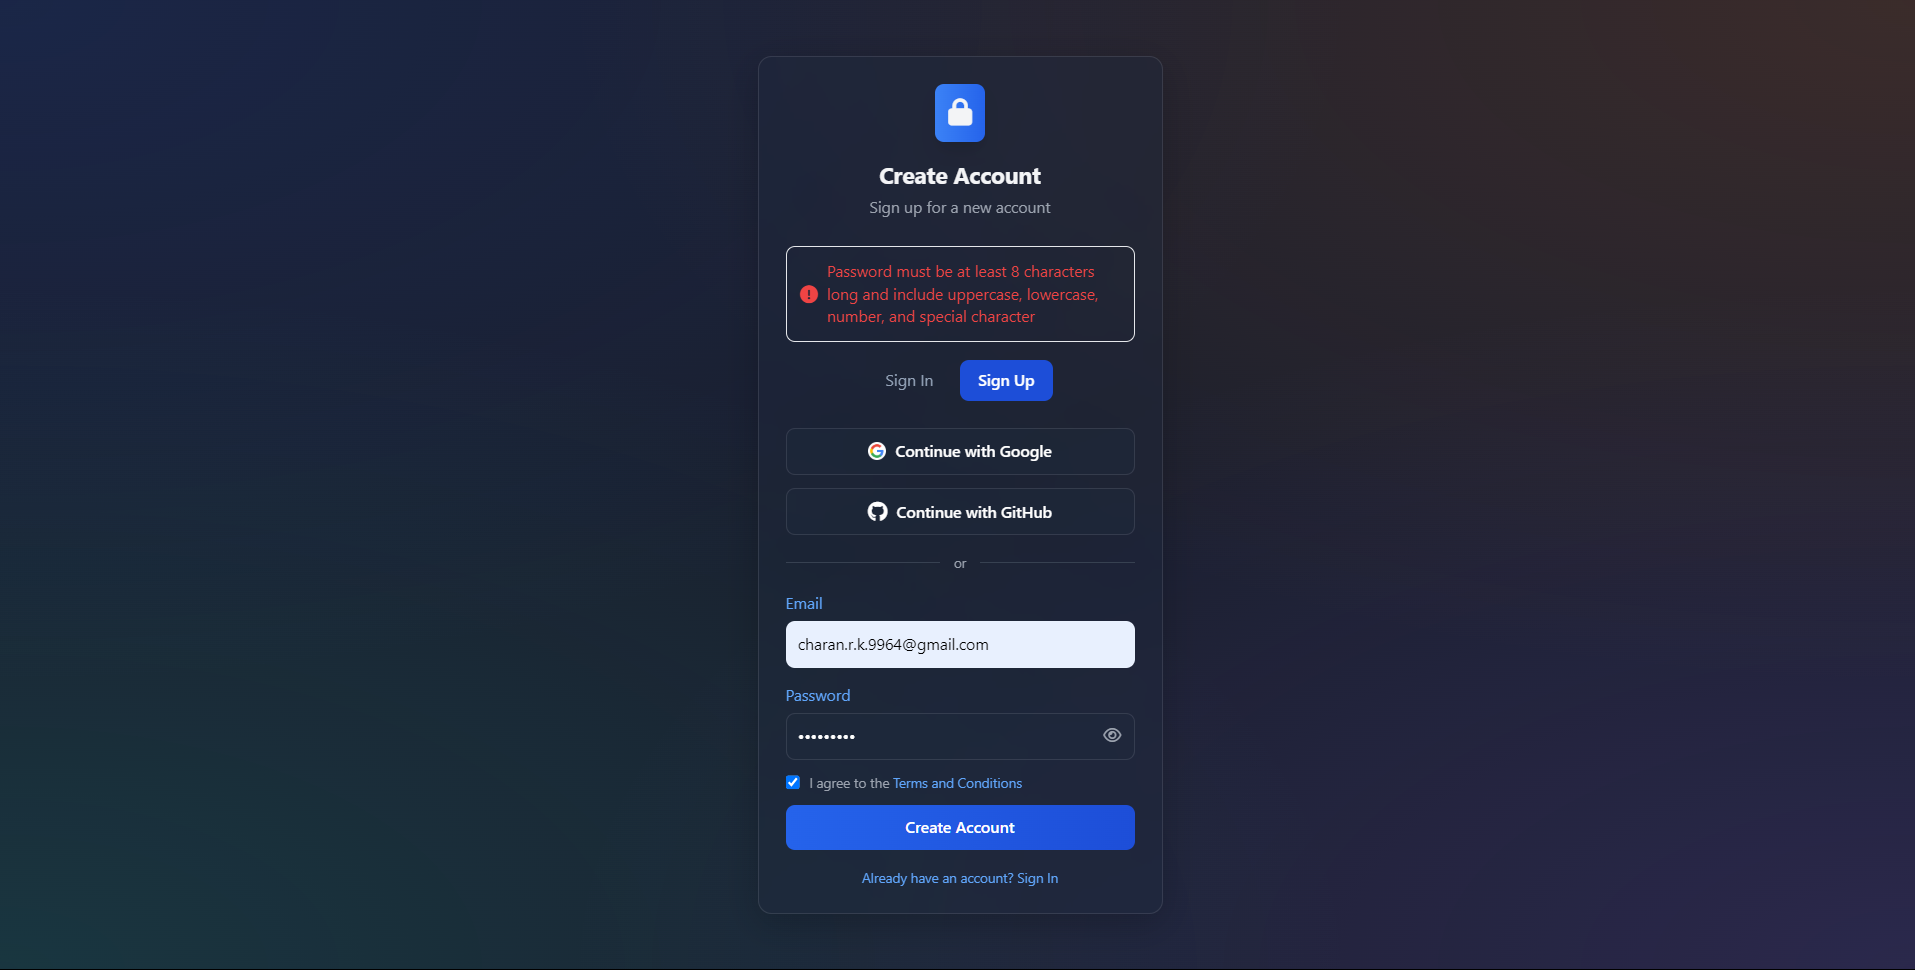 Create Account
Sign up for a new account
Password must be at least 8 characters
long and include uppercase, lowercase,
number, and special character
Sign In
Sign Up
Continue with Google
Continue with GitHub
or
Email
charan.r.k.9964@gmail.com
Password
•••••••••
I agree to the Terms and Conditions
Create Account
Already have an account? Sign In